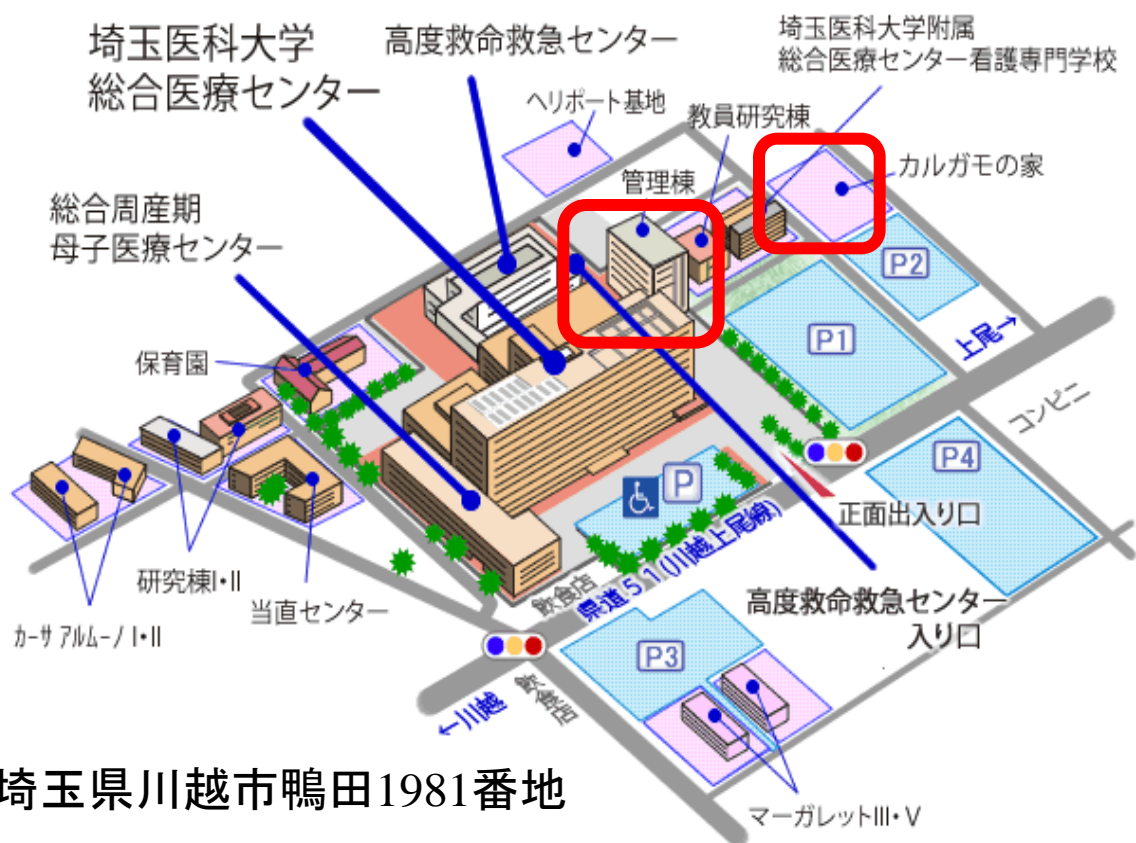 埼玉医科大学
総合医療センター
高度救命救急センター
埼玉医科大学附属
総合医療センター看護専門学校
ヘリポート基地
教員研究棟
カルガモの家
管理棟
総合周産期
母子医療センター
P2
P1
上尾→
保育園
コンビニ
P4
P
正面出入り口
研究棟I・II
当直センター
カーサ アルムーノ I・II
飲食店
県道51(川越上尾線)
高度救命救急センター
入り口
P3
←川越
飲食店
埼玉県川越市鴨田1981番地
マーガレットIII・V